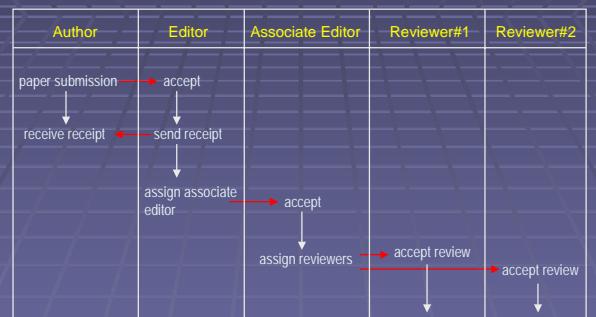 Author Editor Associate Editor Reviewer#1 Reviewer#2
paper submission accept
receive receipt send receipt
assign associate
editor
accept
assign reviewers
accept review
accept review